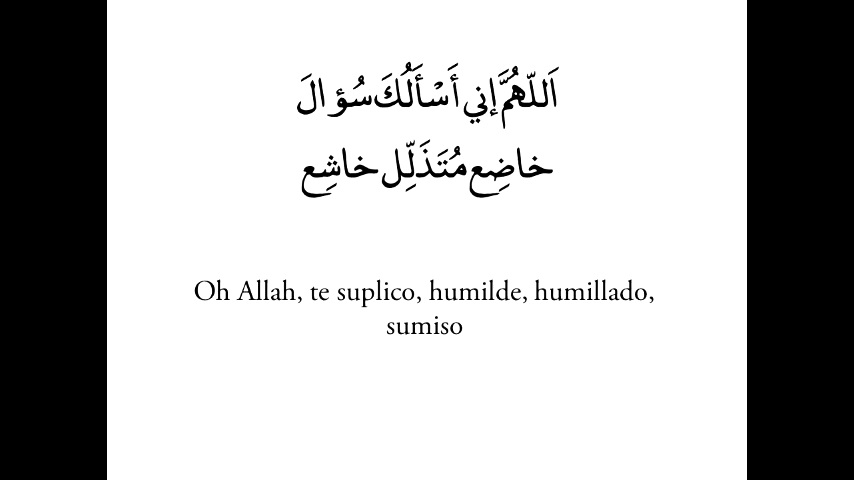 اَللّهُمَّ إني أَسْأَلُكَ سُؤالَ
خاضِع مُتَذَلِّل خاشِع
Oh Allah, te suplico, humilde, humillado,
sumiso